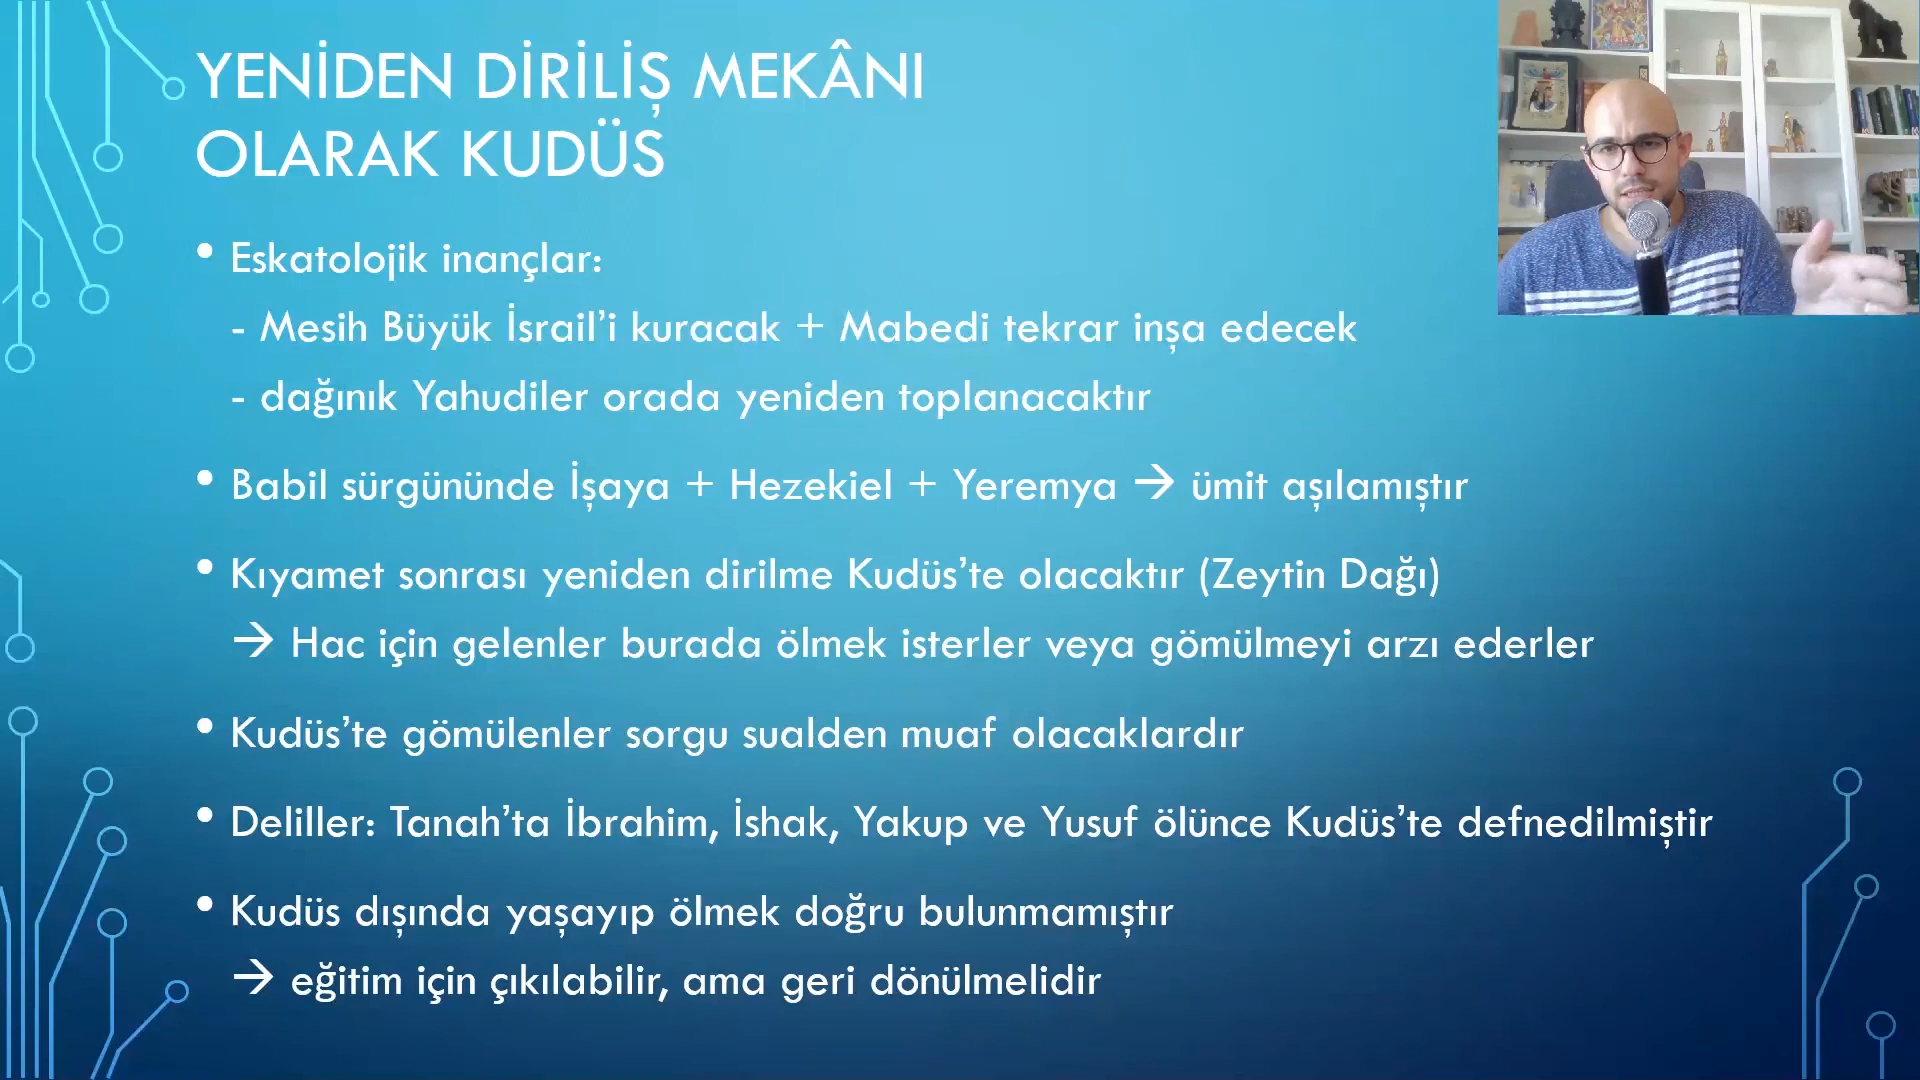 YENİDEN DİRİLİŞ MEKÂNI
OLARAK KUDÜS
• Eskatolojik inançlar:
- Mesih Büyük İsrail’i kuracak + Mabedi tekrar inşa edecek
- dağınık Yahudiler orada yeniden toplanacaktır
• Babil sürgününde İşaya + Hezekiel + Yeremya → ümit aşılamıştır
• Kıyamet sonrası yeniden dirilme Kudüs’te olacaktır (Zeytin Dağı)
→ Hac için gelenler burada ölmek isterler veya gömülmeyi arzı ederler
• Kudüs’te gömülenler sorgu sualden muaf olacaklardır
• Deliller: Tanah’ta İbrahim, İshak, Yakup ve Yusuf ölünce Kudüs’te defnedilmiştir
• Kudüs dışında yaşayıp ölmek doğru bulunmamıştır
→ eğitim için çıkılabilir, ama geri dönülmelidir